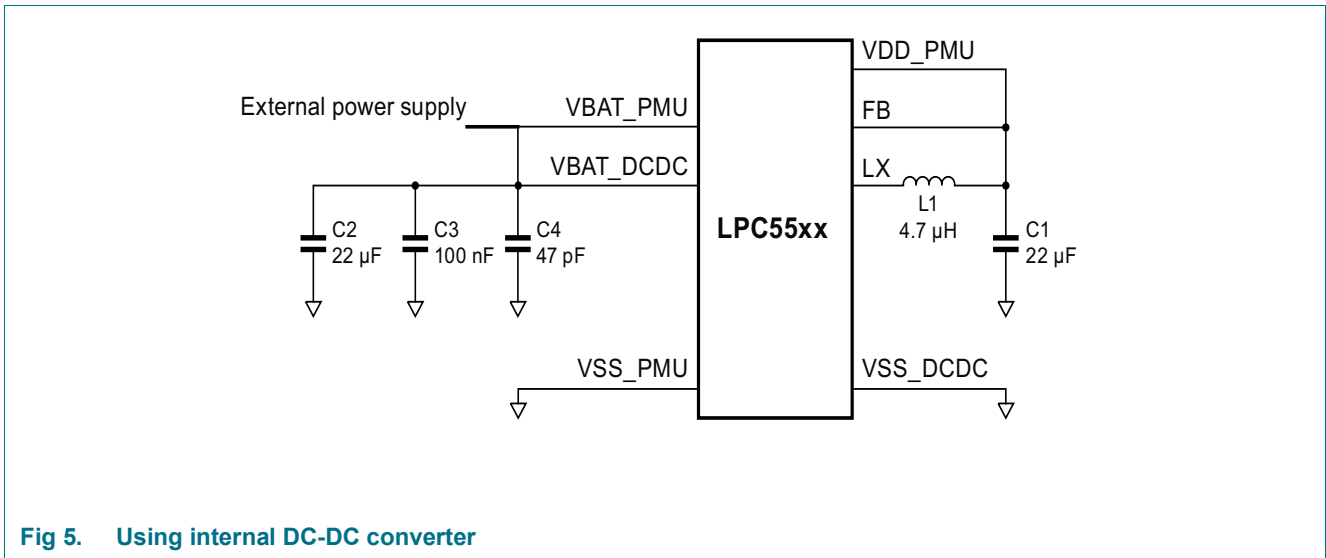 External power supply
VBAT_PMU
VBAT_DCDC
C2
22 µF
C3
100 nF
C4
47 pF
VSS_PMU
LPC55xx
VDD_PMU
FB
LX
L1
4.7 µH
C1
22 µF
VSS_DCDC
Fig 5. Using internal DC-DC converter